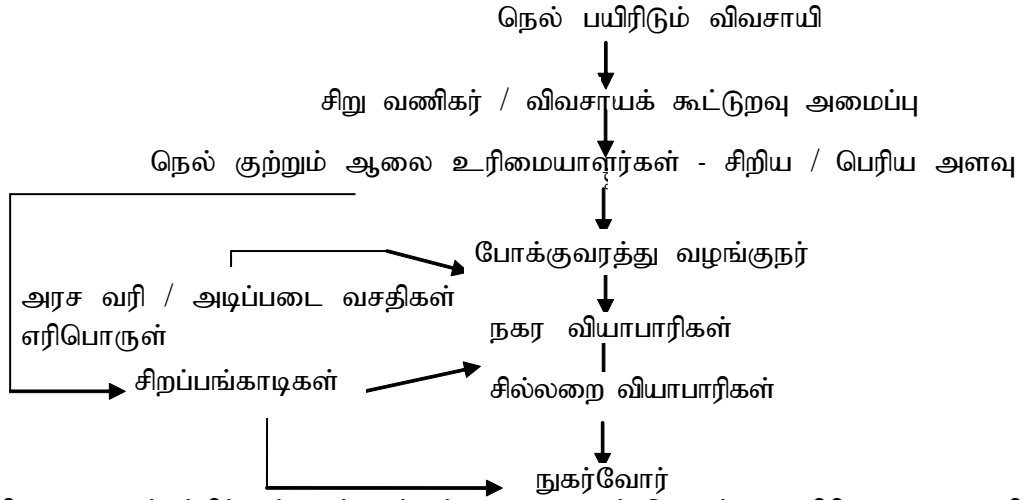 நெல் பயிரிடும் விவசாயி
சிறு வணிகர் / விவசாயக் கூட்டுறவு அமைப்பு
நெல் குற்றும் ஆலை உரிமையாளர்கள் - சிறிய / பெரிய அளவு
போக்குவரத்து வழங்குநர்
அரச வரி / அடிப்படை வசதிகள்
எரிபொருள்
நகர வியாபாரிகள்
சிறப்பங்காடிகள்
சில்லறை வியாபாரிகள்
நுகர்வோர்